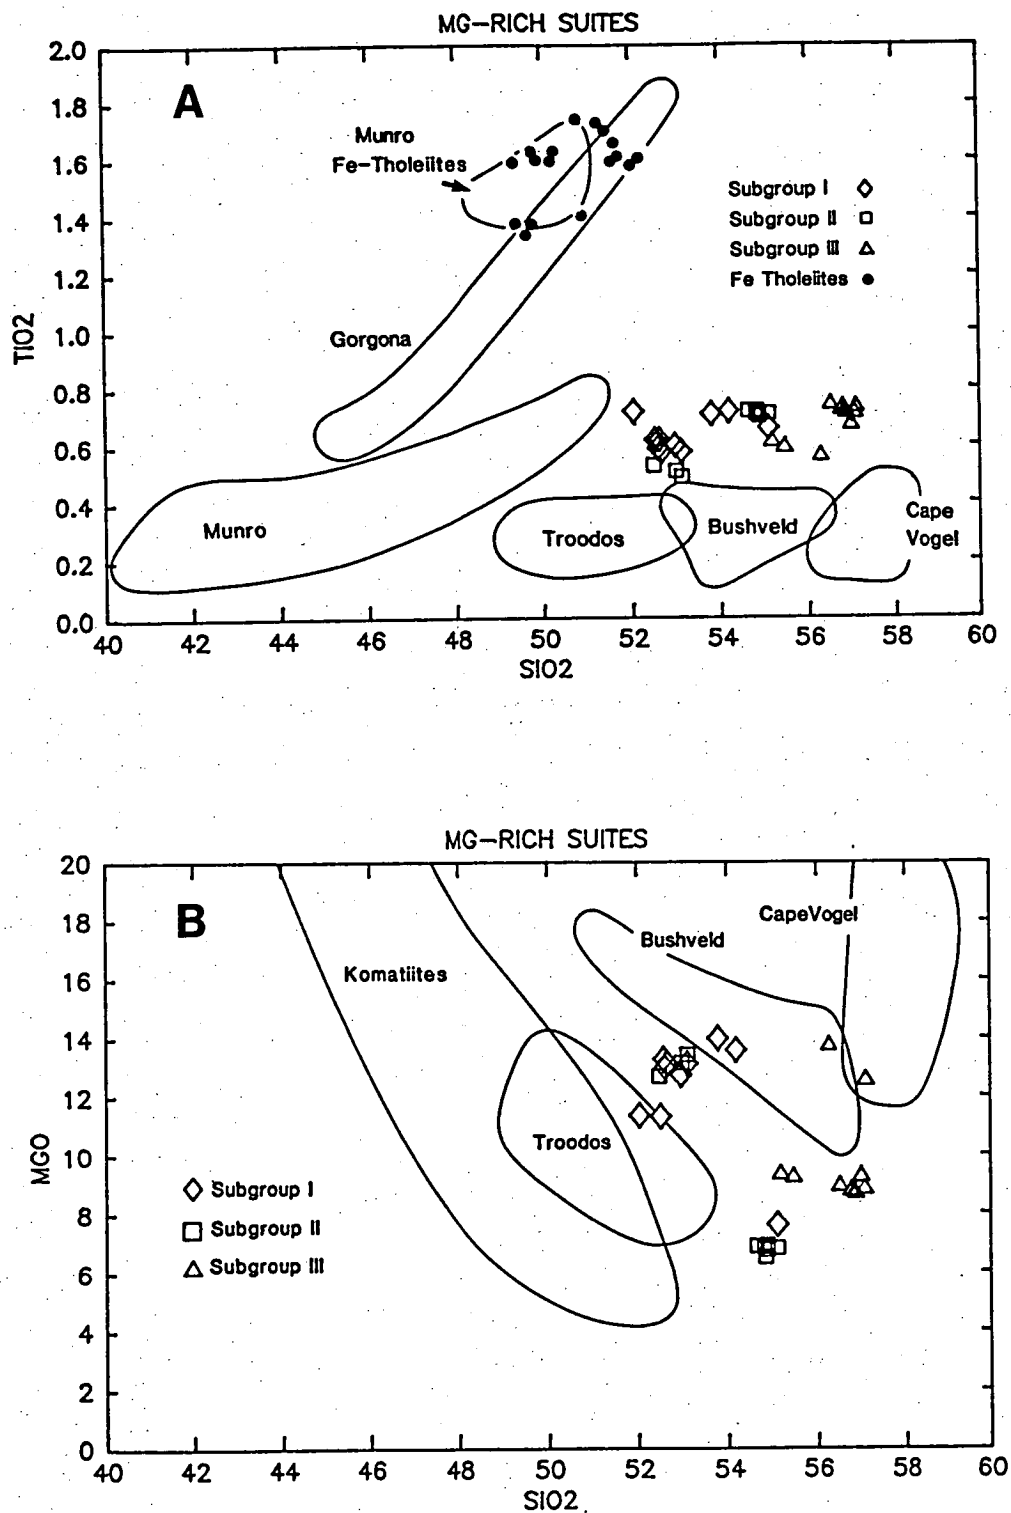 MG-RICH SUITES
A
2.0
1.8
1.6
1.4
1.2
1.0
0.8
0.6
0.4
0.2
0.0
TIO2
Munro
Fe-Tholeiites
Gorgona
Munro
Troodos
Bushveld
Cape
Vogel
Subgroup I
Subgroup II
Subgroup III
Fe Tholeiites
40 42 44 46 48 50 52 54 56 58 60
SIO2
MG-RICH SUITES
B
20
18
16
14
12
10
8
6
4
2
0
MGO
Komatiites
Troodos
Bushveld
CapeVogel
Subgroup I
Subgroup II
Subgroup III
40 42 44 46 48 50 52 54 56 58 60
SIO2